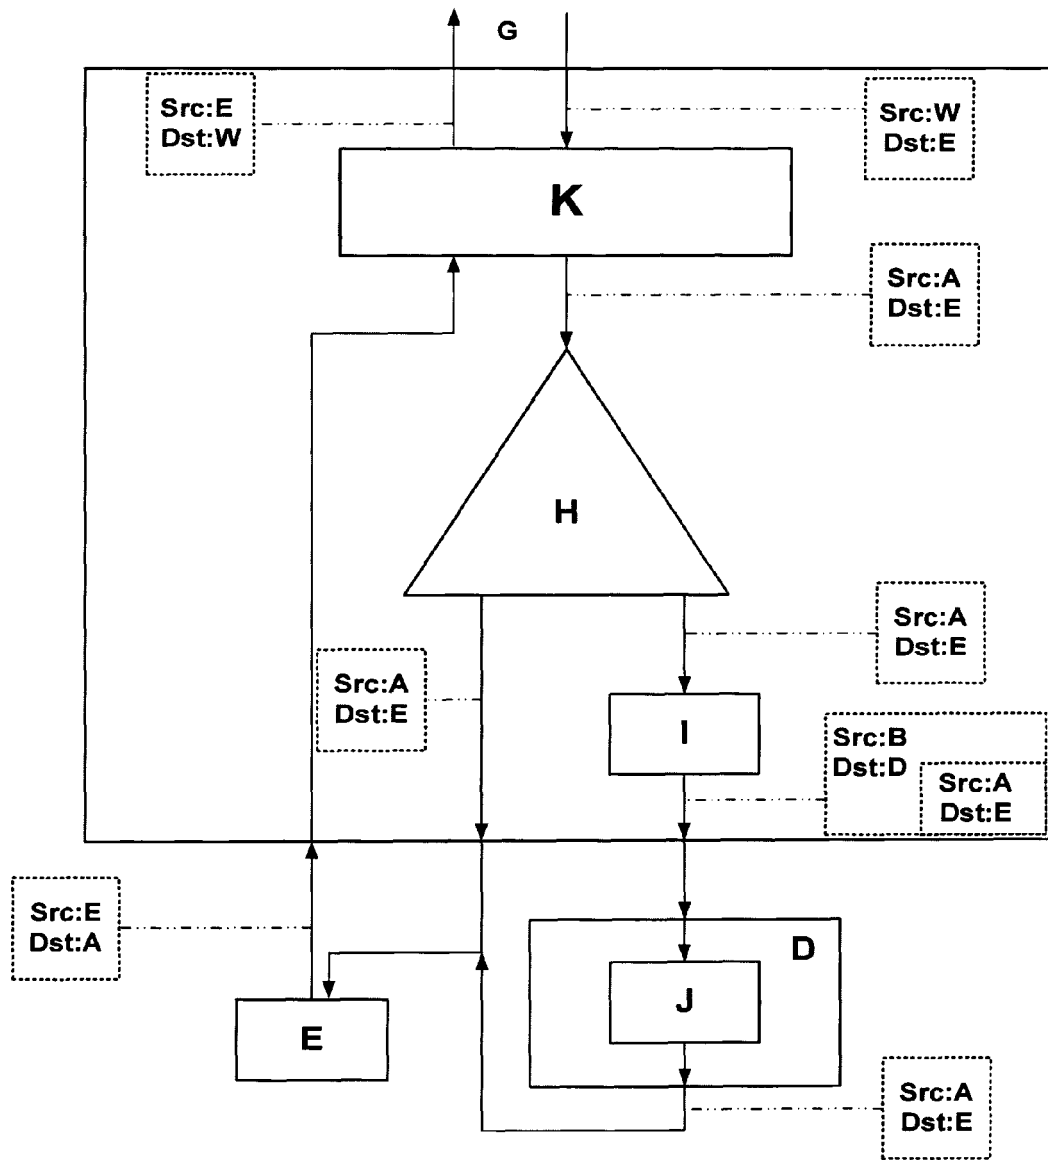 G
Src:E
Dst:W
Src:W
Dst:E
K
Src:A
Dst:E
H
Src:A
Dst:E
Src:A
Dst:E
I
Src:B
Dst:D
Src:A
Dst:E
Src:E
Dst:A
D
J
E
Src:A
Dst:E